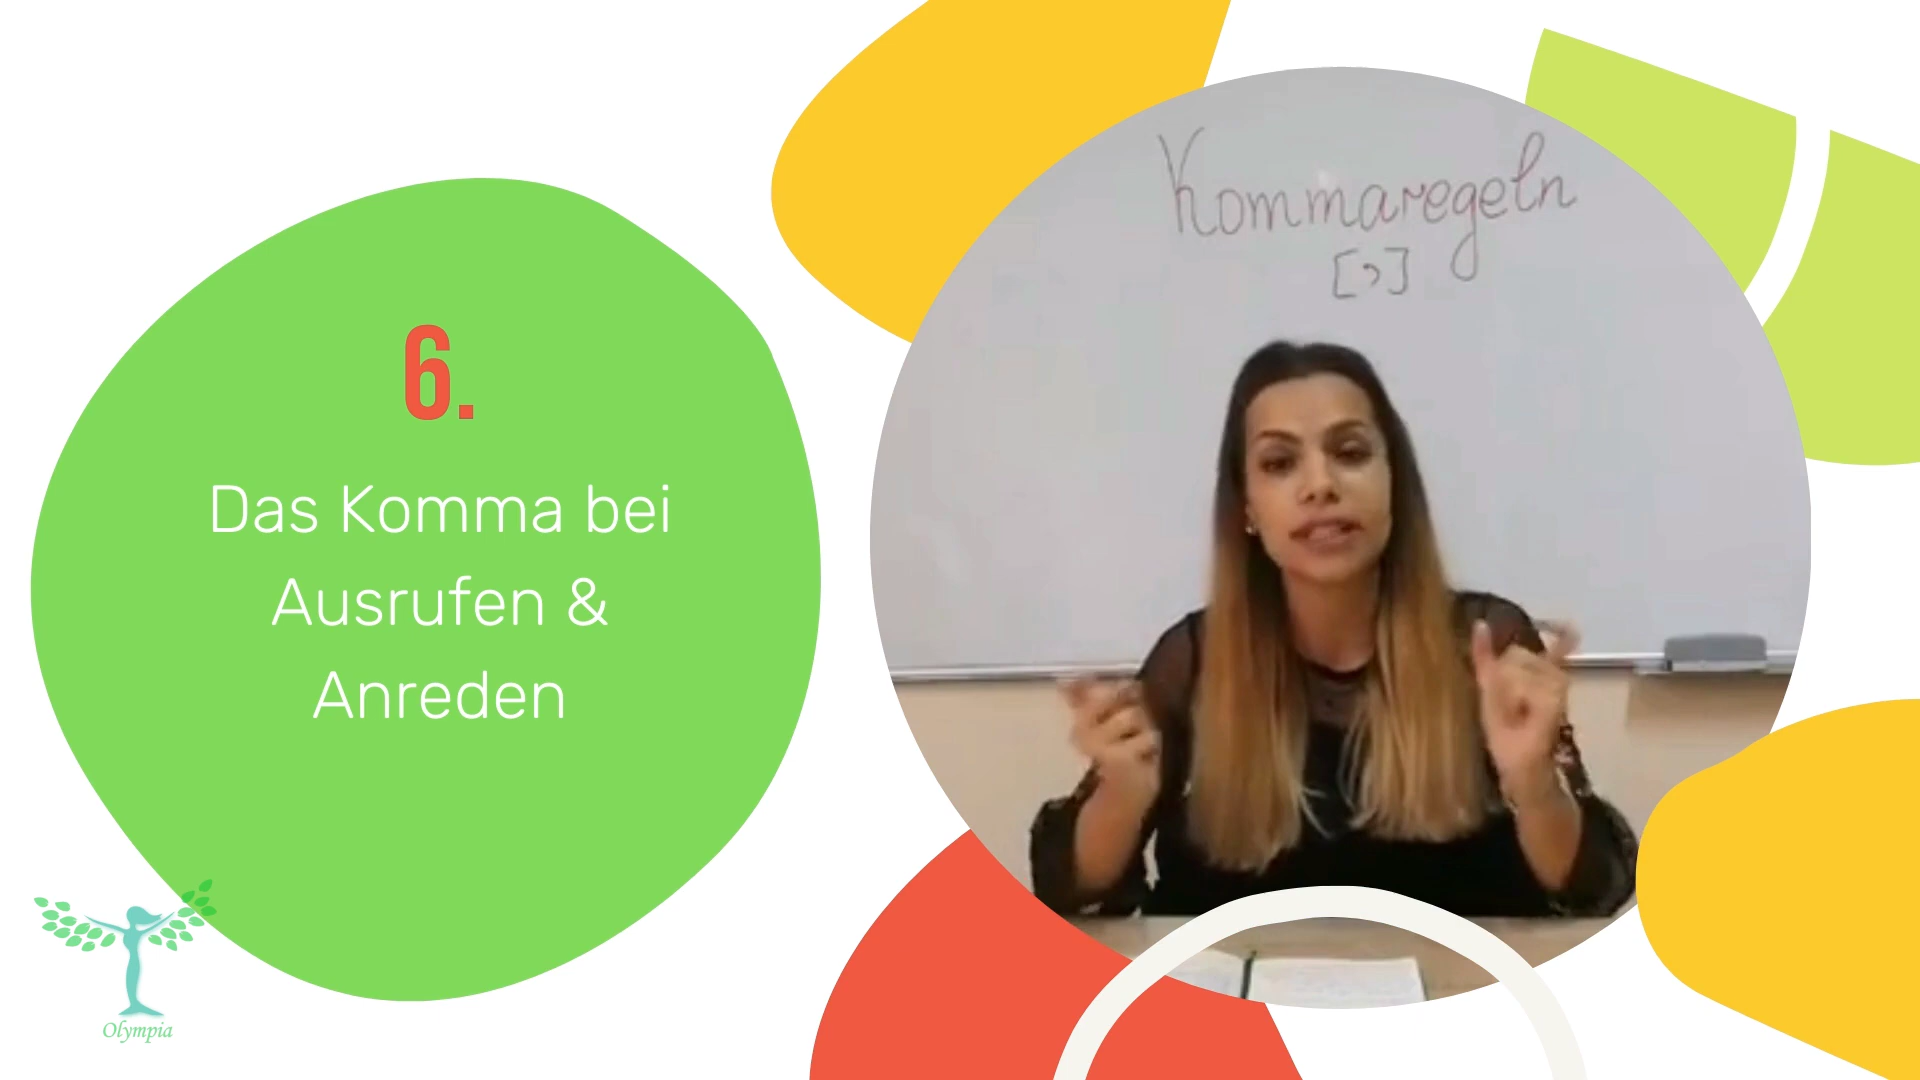 6.
Das Komma bei
Ausrufen &
Anreden
Kommaregeln
[,]
Olympia